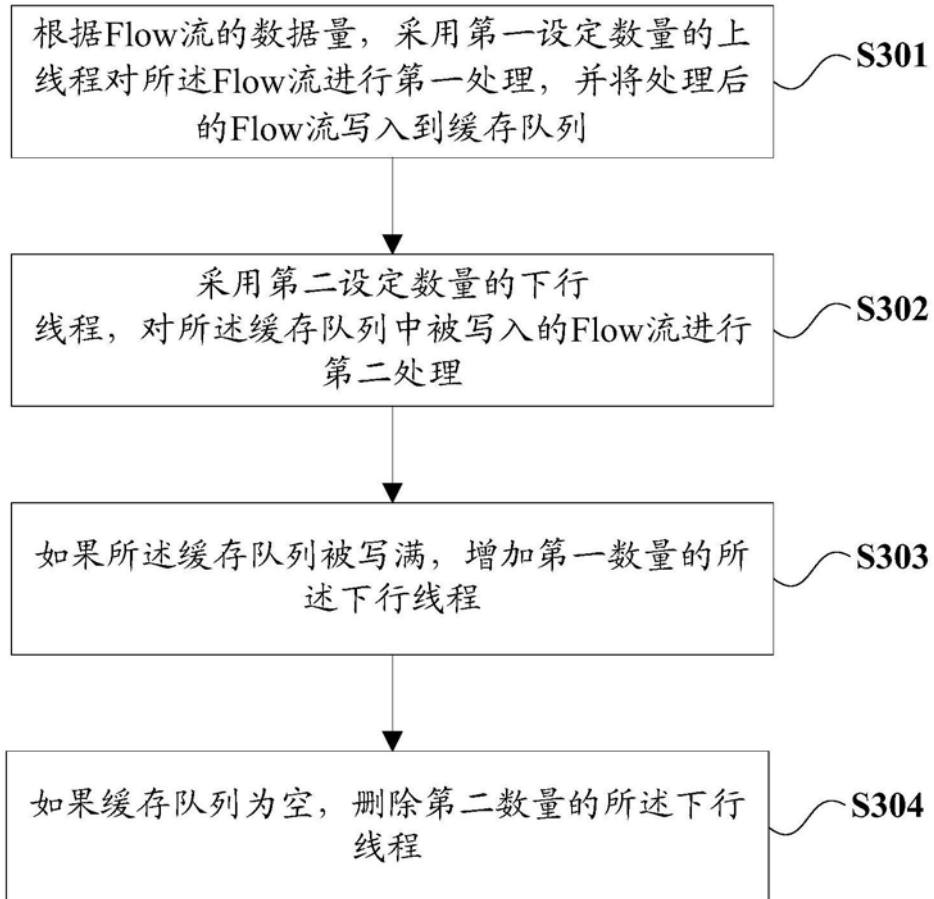 根据Flow流的数据量，采用第一设定数量的上
线程对所述Flow流进行第一处理，并将处理后
的Flow流写入到缓存队列
S301
采用第二设定数量的下行
线程，对所述缓存队列中被写入的Flow流进行
第二处理
S302
如果所述缓存队列被写满，增加第一数量的所
述下行线程
S303
如果缓存队列为空，删除第二数量的所述下行
线程
S304